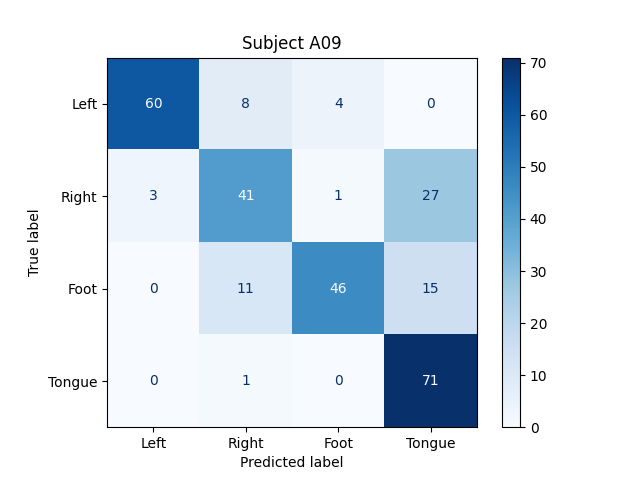 Subject A09
True label
Left 60 8 4 0
Right 3 41 1 27
Foot 0 11 46 15
Tongue 0 1 0 71
Left Right Foot Tongue
Predicted label
70
60
50
40
30
20
10
0